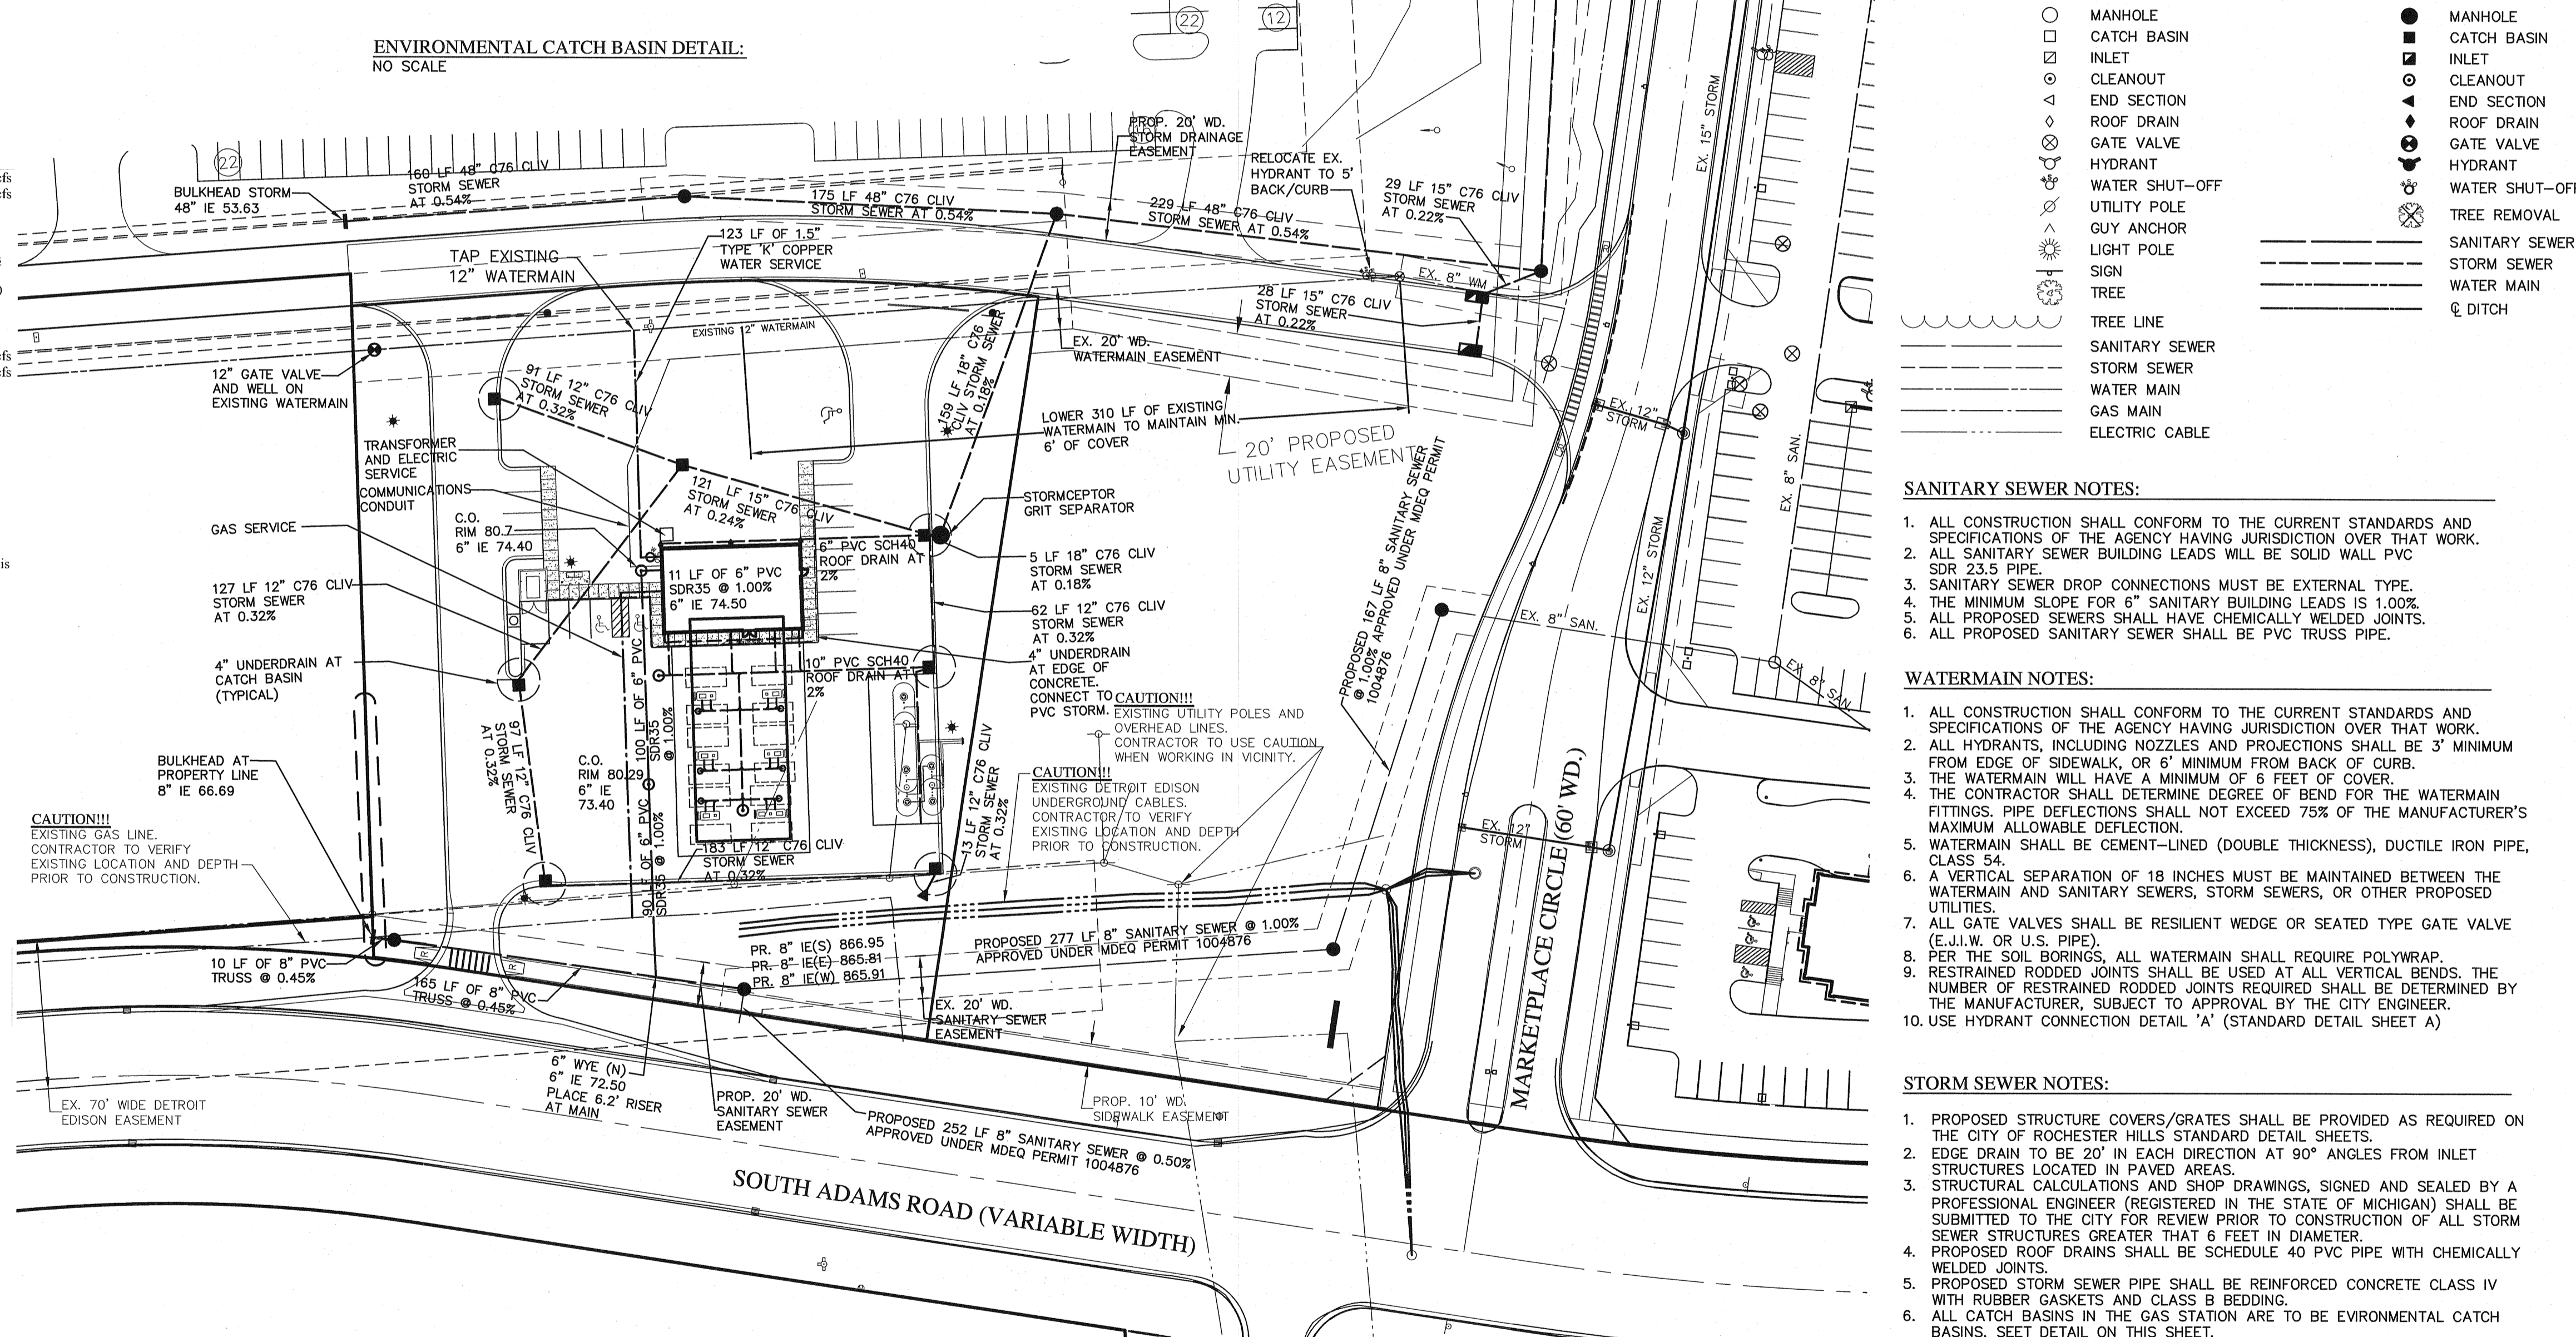 ENVIRONMENTAL CATCH BASIN DETAIL:
NO SCALE
22
12
22
cfs
cfs
cfs
cfs
is
BULKHEAD STORM
48" IE 53.63
160 LF 48" C76 CLIV
STORM SEWER
AT 0.54%
175 LF 48" C76 CLIV
STORM SEWER AT 0.54%
PROP. 20' WD.
STORM DRAINAGE
EASEMENT
RELOCATE EX.
HYDRANT TO 5'
BACK/CURB
229 LF 48" C76 CLIV
STORM SEWER AT 0.54%
29 LF 15" C76 CLIV
STORM SEWER
AT 0.22%
TAP EXISTING
12" WATERMAIN
123 LF OF 1.5"
TYPE 'K' COPPER
WATER SERVICE
EX. 8" WM
28 LF 15" C76 CLIV
STORM SEWER
AT 0.22%
EXISTING 12" WATERMAIN
EX. 20' WD.
WATERMAIN EASEMENT
12" GATE VALVE
AND WELL ON
EXISTING WATERMAIN
91 LF 12" C76 CLIV
STORM SEWER
AT 0.32%
159 LF 18" C76
CLIV STORM SEWER
AT 0.18%
LOWER 310 LF OF EXISTING
WATERMAIN TO MAINTAIN MIN.
6' OF COVER
20' PROPOSED
UTILITY EASEMENT
TRANSFORMER
AND ELECTRIC
SERVICE
COMMUNICATIONS
CONDUIT
GAS SERVICE
C.O.
RIM 80.7
6" IE 74.40
121 LF 15" C76 CLIV
STORM SEWER
AT 0.24%
STORMCEPTOR
GRIT SEPARATOR
6" PVC SCH40
ROOF DRAIN AT
2%
5 LF 18" C76 CLIV
STORM SEWER
AT 0.18%
11 LF OF 6" PVC
SDR35 @ 1.00%
6" IE 74.50
127 LF 12" C76 CLIV
STORM SEWER
AT 0.32%
62 LF 12" C76 CLIV
STORM SEWER
AT 0.32%
4" UNDERDRAIN
AT EDGE OF
CONCRETE.
CONNECT TO
PVC STORM.
4" UNDERDRAIN AT
CATCH BASIN
(TYPICAL)
10" PVC SCH40
ROOF DRAIN AT
2%
100 LF OF 6" PVC
SDR35
@ 1.00%
97 LF 12" C76 CLIV
STORM SEWER
AT 0.32%
PROPOSED 167 LF 8" SANITARY SEWER
@ 1.00% APPROVED UNDER MDEQ PERMIT
1004876
CAUTION!!!
EXISTING UTILITY POLES AND
OVERHEAD LINES.
CONTRACTOR TO USE CAUTION
WHEN WORKING IN VICINITY.
BULKHEAD AT
PROPERTY LINE
8" IE 66.69
C.O.
RIM 80.29
6" IE
73.40
CAUTION!!!
EXISTING DETROIT EDISON
UNDERGROUND CABLES.
CONTRACTOR TO VERIFY
EXISTING LOCATION AND DEPTH
PRIOR TO CONSTRUCTION.
CAUTION!!!
EXISTING GAS LINE.
CONTRACTOR TO VERIFY
EXISTING LOCATION AND DEPTH
PRIOR TO CONSTRUCTION.
13 LF 12" C76 CLIV
STORM SEWER
AT 0.32%
183 LF 12" C76 CLIV
STORM SEWER
AT 0.32%
90 LF OF 6" PVC
SDR35 @ 1.00%
PR. 8" IE(S) 866.95
PR. 8" IE(E) 865.81
PR. 8" IE(W) 865.91
PROPOSED 277 LF 8" SANITARY SEWER @ 1.00%
APPROVED UNDER MDEQ PERMIT 1004876
10 LF OF 8" PVC
TRUSS @ 0.45%
R
R
165 LF OF 8" PVC
TRUSS @ 0.45%
EX. 20' WD.
SANITARY SEWER
EASEMENT
6" WYE (N)
6" IE 72.50
PLACE 6.2' RISER
AT MAIN
EX. 70' WIDE DETROIT
EDISON EASEMENT
PROP. 20' WD.
SANITARY SEWER
EASEMENT
PROP. 10' WD.
SIDEWALK EASEMENT
PROPOSED 252 LF 8" SANITARY SEWER @ 0.50%
APPROVED UNDER MDEQ PERMIT 1004876
SOUTH ADAMS ROAD (VARIABLE WIDTH)
MARKETPLACE CIRCLE (60' WD.)
EX. 15" STORM
EX. 12"
STORM
EX. 8" SAN.
EX. 12" STORM
EX. 8" SAN.
EX. 8" SAN.
EX. 12"
STORM
MANHOLE
CATCH BASIN
INLET
CLEANOUT
END SECTION
ROOF DRAIN
GATE VALVE
HYDRANT
WATER SHUT-OFF
UTILITY POLE
GUY ANCHOR
LIGHT POLE
SIGN
TREE
TREE LINE
SANITARY SEWER
STORM SEWER
WATER MAIN
GAS MAIN
ELECTRIC CABLE
MANHOLE
CATCH BASIN
INLET
CLEANOUT
END SECTION
ROOF DRAIN
GATE VALVE
HYDRANT
WATER SHUT-OFF
TREE REMOVAL
SANITARY SEWER
STORM SEWER
WATER MAIN
℄ DITCH
SANITARY SEWER NOTES:
1. ALL CONSTRUCTION SHALL CONFORM TO THE CURRENT STANDARDS AND
SPECIFICATIONS OF THE AGENCY HAVING JURISDICTION OVER THAT WORK.
2. ALL SANITARY SEWER BUILDING LEADS WILL BE SOLID WALL PVC
SDR 23.5 PIPE.
3. SANITARY SEWER DROP CONNECTIONS MUST BE EXTERNAL TYPE.
4. THE MINIMUM SLOPE FOR 6" SANITARY BUILDING LEADS IS 1.00%.
5. ALL PROPOSED SEWERS SHALL HAVE CHEMICALLY WELDED JOINTS.
6. ALL PROPOSED SANITARY SEWER SHALL BE PVC TRUSS PIPE.
WATERMAIN NOTES:
1. ALL CONSTRUCTION SHALL CONFORM TO THE CURRENT STANDARDS AND
SPECIFICATIONS OF THE AGENCY HAVING JURISDICTION OVER THAT WORK.
2. ALL HYDRANTS, INCLUDING NOZZLES AND PROJECTIONS SHALL BE 3' MINIMUM
FROM EDGE OF SIDEWALK, OR 6' MINIMUM FROM BACK OF CURB.
3. THE WATERMAIN WILL HAVE A MINIMUM OF 6 FEET OF COVER.
4. THE CONTRACTOR SHALL DETERMINE DEGREE OF BEND FOR THE WATERMAIN
FITTINGS. PIPE DEFLECTIONS SHALL NOT EXCEED 75% OF THE MANUFACTURER'S
MAXIMUM ALLOWABLE DEFLECTION.
5. WATERMAIN SHALL BE CEMENT-LINED (DOUBLE THICKNESS), DUCTILE IRON PIPE,
CLASS 54.
6. A VERTICAL SEPARATION OF 18 INCHES MUST BE MAINTAINED BETWEEN THE
WATERMAIN AND SANITARY SEWERS, STORM SEWERS, OR OTHER PROPOSED
UTILITIES.
7. ALL GATE VALVES SHALL BE RESILIENT WEDGE OR SEATED TYPE GATE VALVE
(E.J.I.W. OR U.S. PIPE).
8. PER THE SOIL BORINGS, ALL WATERMAIN SHALL REQUIRE POLYWRAP.
9. RESTRAINED RODDED JOINTS SHALL BE USED AT ALL VERTICAL BENDS. THE
NUMBER OF RESTRAINED RODDED JOINTS REQUIRED SHALL BE DETERMINED BY
THE MANUFACTURER, SUBJECT TO APPROVAL BY THE CITY ENGINEER.
10. USE HYDRANT CONNECTION DETAIL 'A' (STANDARD DETAIL SHEET A)
STORM SEWER NOTES:
1. PROPOSED STRUCTURE COVERS/GRATES SHALL BE PROVIDED AS REQUIRED ON
THE CITY OF ROCHESTER HILLS STANDARD DETAIL SHEETS.
2. EDGE DRAIN TO BE 20' IN EACH DIRECTION AT 90° ANGLES FROM INLET
STRUCTURES LOCATED IN PAVED AREAS.
3. STRUCTURAL CALCULATIONS AND SHOP DRAWINGS, SIGNED AND SEALED BY A
PROFESSIONAL ENGINEER (REGISTERED IN THE STATE OF MICHIGAN) SHALL BE
SUBMITTED TO THE CITY FOR REVIEW PRIOR TO CONSTRUCTION OF ALL STORM
SEWER STRUCTURES GREATER THAT 6 FEET IN DIAMETER.
4. PROPOSED ROOF DRAINS SHALL BE SCHEDULE 40 PVC PIPE WITH CHEMICALLY
WELDED JOINTS.
5. PROPOSED STORM SEWER PIPE SHALL BE REINFORCED CONCRETE CLASS IV
WITH RUBBER GASKETS AND CLASS B BEDDING.
6. ALL CATCH BASINS IN THE GAS STATION ARE TO BE EVIRONMENTAL CATCH
BASINS. SEET DETAIL ON THIS SHEET.